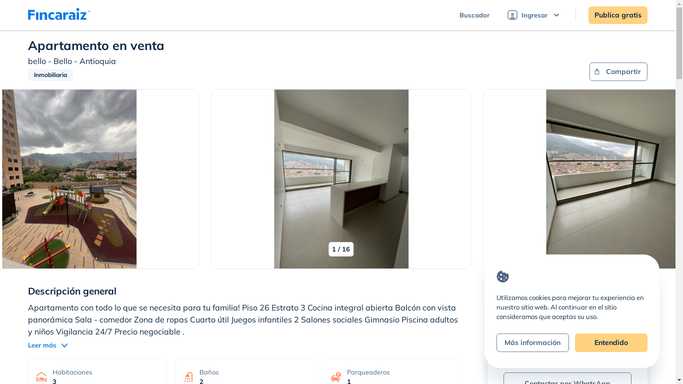 Fincaraiz
Buscador
Ingresar
Publica gratis
Apartamento en venta
bello - Bello - Antioquia
Inmobiliaria
Compartir
1 / 16
Descripción general
Apartamento con todo lo que se necesita para tu familia! Piso 26 Estrato 3 Cocina integral abierta Balcón con vista
panorámica Sala - comedor Zona de ropas Cuarto útil Juegos infantiles 2 Salones sociales Gimnasio Piscina adultos
y niños Vigilancia 24/7 Precio negociable .
Leer más
Habitaciones
3
Baños
2
Parqueaderos
1
Utilizamos cookies para mejorar tu experiencia en
nuestro sitio web. Al continuar en el sitio
consideramos que aceptas su uso.
Más información
Entendido
Contactar por WhatsApp